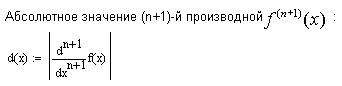 Абсолютное значение (n+1)-й производной f^{(n+1)}(x) :
d(x) := | d^{n+1}/dx^{n+1} f(x) |